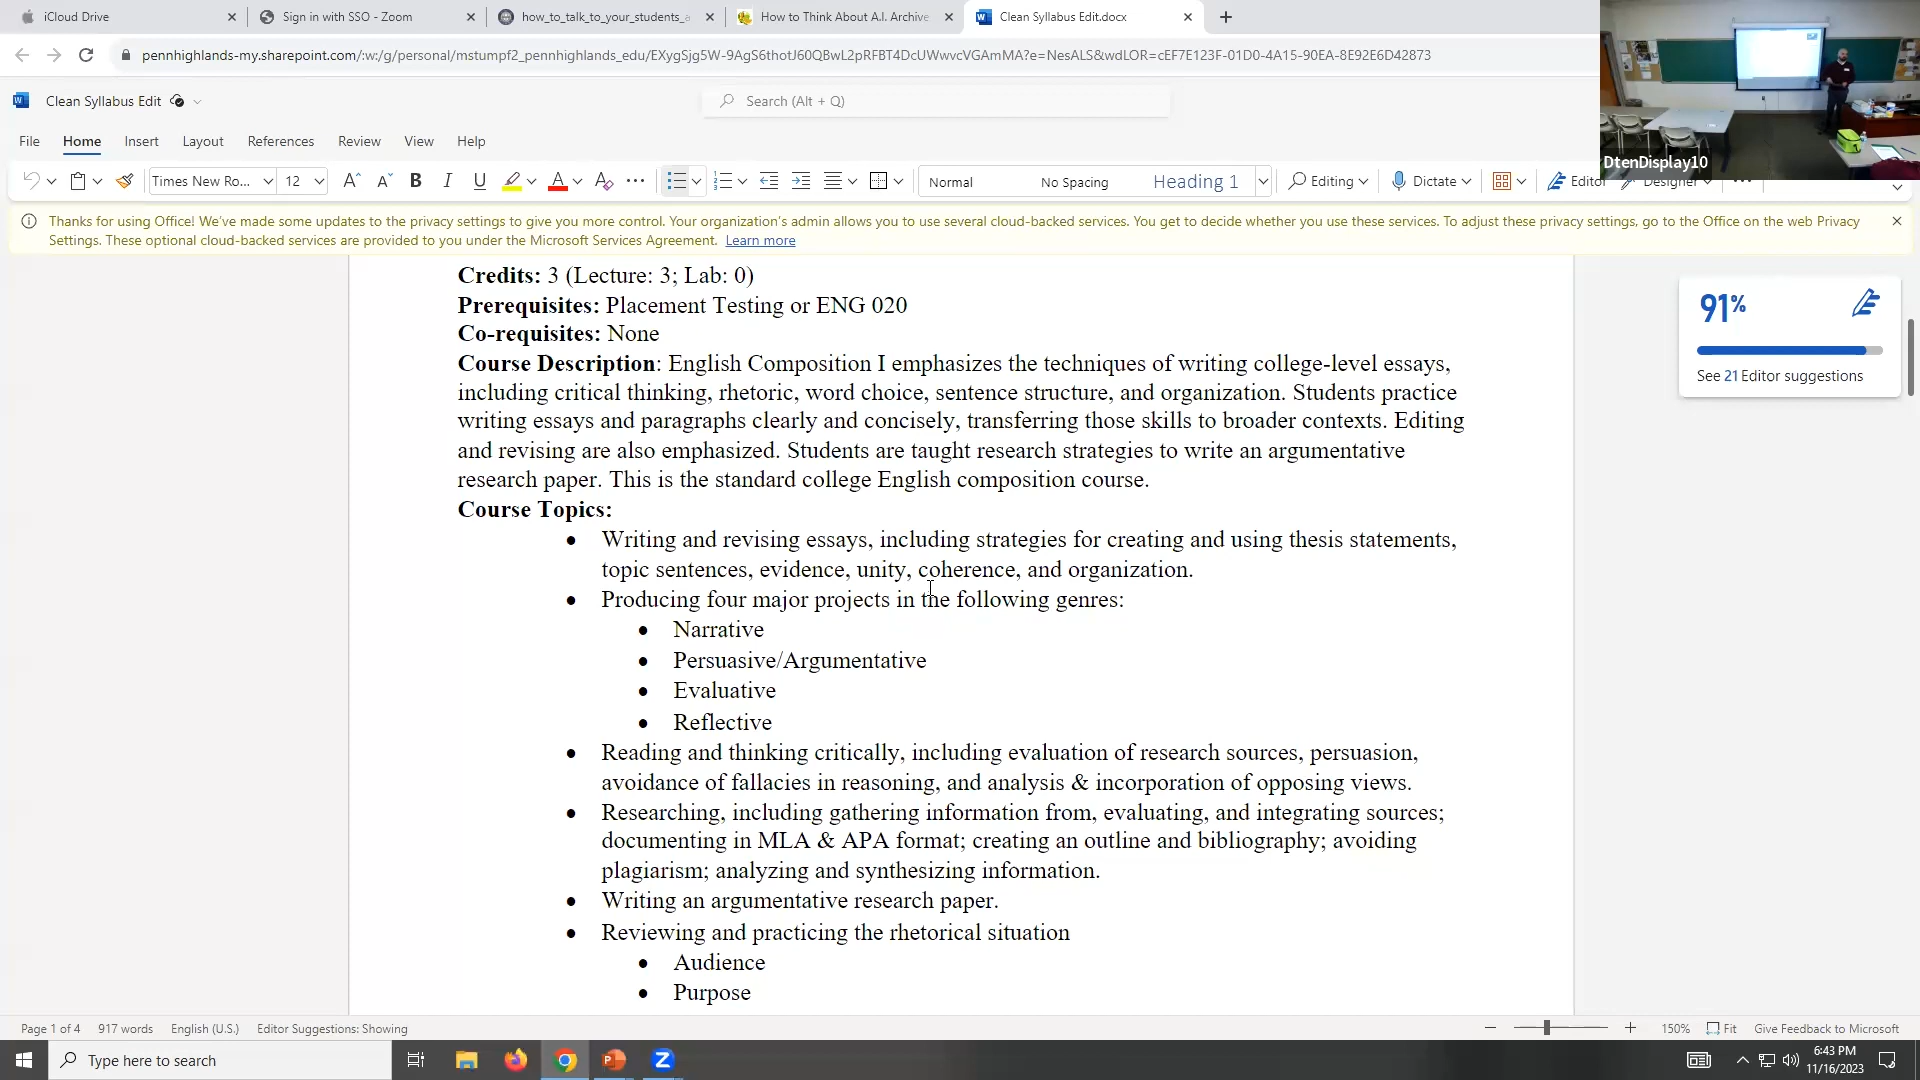 iCloud Drive
Sign in with SSO - Zoom
how_to_talk_to_your_students_a
How to Think About A.I. Archive
Clean Syllabus Edit.docx
pennhighlands-my.sharepoint.com/:w:/g/personal/mstumpf2_pennhighlands_edu/EXygSjg5W-9AgS6thotJ60QBwL2pRFBT4DcUWwvcVGAmMA?e=NesALS&wdLOR=cEF7E123F-01D0-4A15-90EA-8E92E6D42873
Clean Syllabus Edit
Search (Alt + Q)
File Home Insert Layout References Review View Help
Times New Ro... 12 A A B I U A A ... Normal No Spacing Heading 1 Editing Dictate Editor Designer ...
DtenDisplay10
Thanks for using Office! We've made some updates to the privacy settings to give you more control. Your organization's admin allows you to use several cloud-backed services. You get to decide whether you use these services. To adjust these privacy settings, go to the Office on the web Privacy
Settings. These optional cloud-backed services are provided to you under the Microsoft Services Agreement. Learn more
Credits: 3 (Lecture: 3; Lab: 0)
Prerequisites: Placement Testing or ENG 020
Co-requisites: None
Course Description: English Composition I emphasizes the techniques of writing college-level essays,
including critical thinking, rhetoric, word choice, sentence structure, and organization. Students practice
writing essays and paragraphs clearly and concisely, transferring those skills to broader contexts. Editing
and revising are also emphasized. Students are taught research strategies to write an argumentative
research paper. This is the standard college English composition course.
Course Topics:
• Writing and revising essays, including strategies for creating and using thesis statements,
topic sentences, evidence, unity, coherence, and organization.
• Producing four major projects in the following genres:
• Narrative
• Persuasive/Argumentative
• Evaluative
• Reflective
• Reading and thinking critically, including evaluation of research sources, persuasion,
avoidance of fallacies in reasoning, and analysis & incorporation of opposing views.
• Researching, including gathering information from, evaluating, and integrating sources;
documenting in MLA & APA format; creating an outline and bibliography; avoiding
plagiarism; analyzing and synthesizing information.
• Writing an argumentative research paper.
• Reviewing and practicing the rhetorical situation
• Audience
• Purpose
91%
See 21 Editor suggestions
Page 1 of 4 917 words English (U.S.) Editor Suggestions: Showing
150% Fit Give Feedback to Microsoft
Type here to search
6:43 PM
11/16/2023